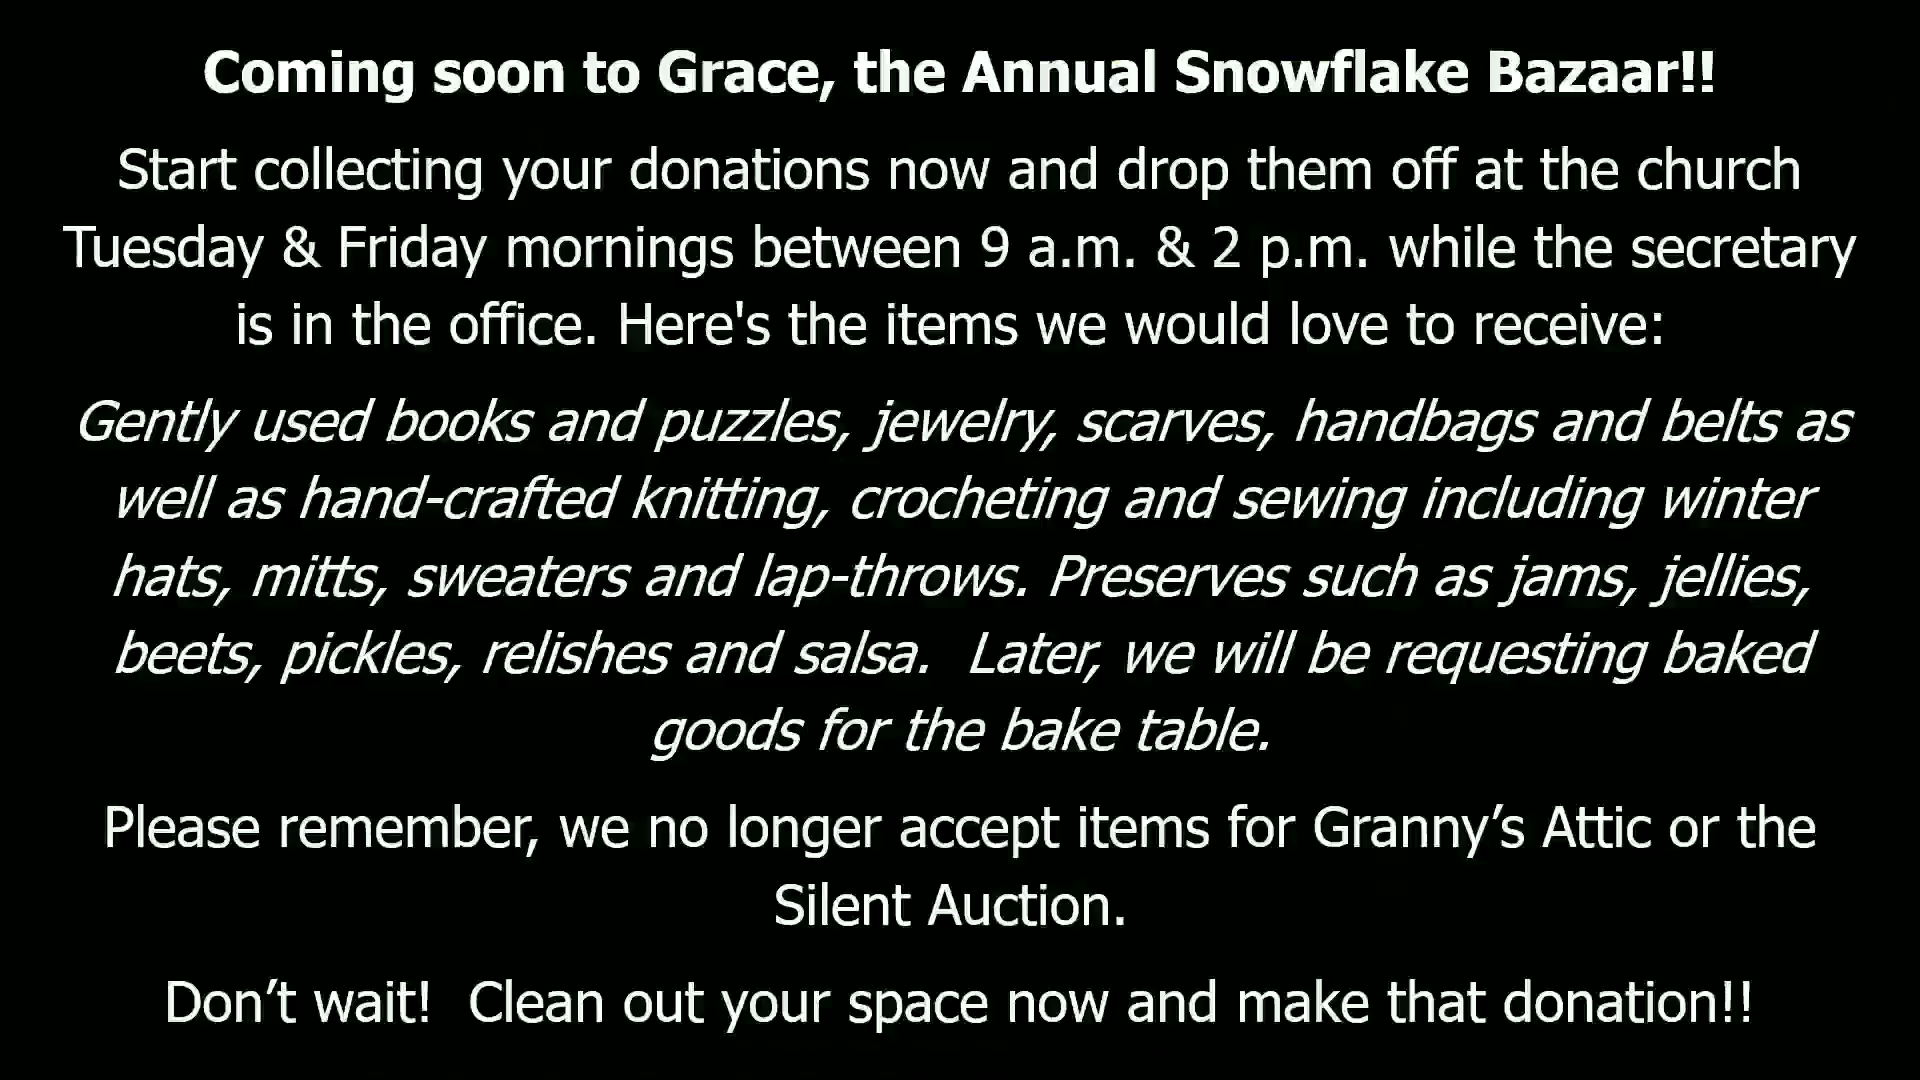 Coming soon to Grace, the Annual Snowflake Bazaar!!
Start collecting your donations now and drop them off at the church
Tuesday & Friday mornings between 9 a.m. & 2 p.m. while the secretary
is in the office. Here's the items we would love to receive:
Gently used books and puzzles, jewelry, scarves, handbags and belts as
well as hand-crafted knitting, crocheting and sewing including winter
hats, mitts, sweaters and lap-throws. Preserves such as jams, jellies,
beets, pickles, relishes and salsa.  Later, we will be requesting baked
goods for the bake table.
Please remember, we no longer accept items for Granny’s Attic or the
Silent Auction.
Don’t wait!  Clean out your space now and make that donation!!